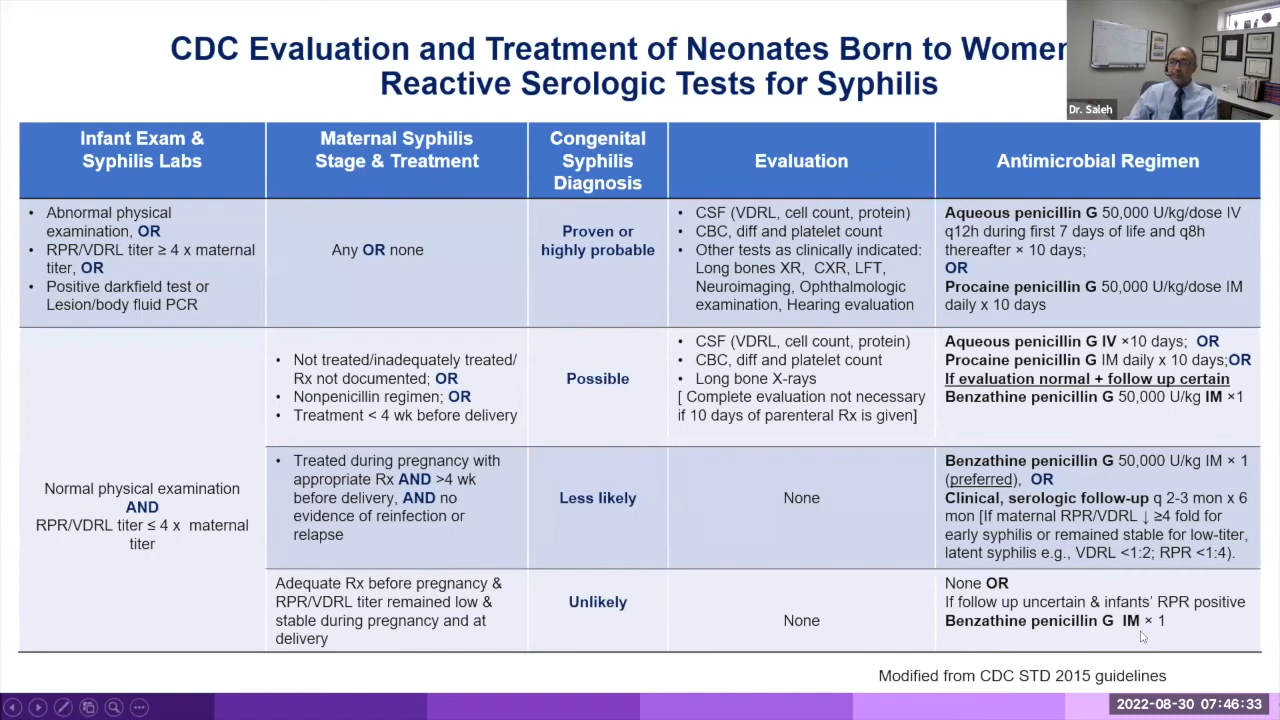 CDC Evaluation and Treatment of Neonates Born to Women
Reactive Serologic Tests for Syphilis
Dr. Saleh
Infant Exam &
Syphilis Labs
Maternal Syphilis
Stage & Treatment
Congenital
Syphilis
Diagnosis
Evaluation
Antimicrobial Regimen
• Abnormal physical
examination, OR
• RPR/VDRL titer ≥ 4 x maternal
titer, OR
• Positive darkfield test or
Lesion/body fluid PCR
Any OR none
Proven or
highly probable
• CSF (VDRL, cell count, protein)
• CBC, diff and platelet count
• Other tests as clinically indicated:
Long bones XR, CXR, LFT,
Neuroimaging, Ophthalmologic
examination, Hearing evaluation
Aqueous penicillin G 50,000 U/kg/dose IV
q12h during first 7 days of life and q8h
thereafter × 10 days;
OR
Procaine penicillin G 50,000 U/kg/dose IM
daily x 10 days
Normal physical examination
AND
RPR/VDRL titer ≤ 4 x maternal
titer
• Not treated/inadequately treated/
Rx not documented; OR
• Nonpenicillin regimen; OR
• Treatment < 4 wk before delivery
Possible
• CSF (VDRL, cell count, protein)
• CBC, diff and platelet count
• Long bone X-rays
[ Complete evaluation not necessary
if 10 days of parenteral Rx is given]
Aqueous penicillin G IV ×10 days; OR
Procaine penicillin G IM daily x 10 days;OR
If evaluation normal + follow up certain
Benzathine penicillin G 50,000 U/kg IM ×1
• Treated during pregnancy with
appropriate Rx AND >4 wk
before delivery, AND no
evidence of reinfection or
relapse
Less likely
None
Benzathine penicillin G 50,000 U/kg IM × 1
(preferred), OR
Clinical, serologic follow-up q 2-3 mon x 6
mon [If maternal RPR/VDRL ↓ ≥4 fold for
early syphilis or remained stable for low-titer,
latent syphilis e.g., VDRL <1:2; RPR <1:4).
Adequate Rx before pregnancy &
RPR/VDRL titer remained low &
stable during pregnancy and at
delivery
Unlikely
None
None OR
If follow up uncertain & infants' RPR positive
Benzathine penicillin G IM × 1
Modified from CDC STD 2015 guidelines
2022-08-30 07:46:33